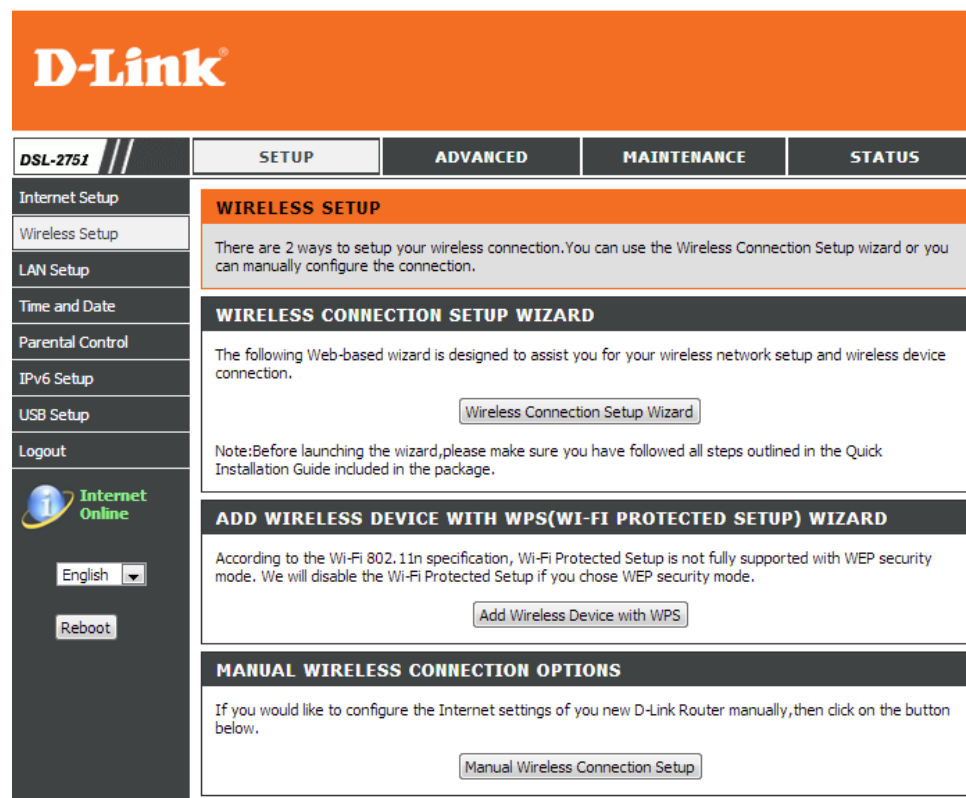 D-Link®
DSL-2751
SETUP
ADVANCED
MAINTENANCE
STATUS
Internet Setup
Wireless Setup
LAN Setup
Time and Date
Parental Control
IPv6 Setup
USB Setup
Logout
Internet
Online
English
Reboot
WIRELESS SETUP
There are 2 ways to setup your wireless connection.You can use the Wireless Connection Setup wizard or you
can manually configure the connection.
WIRELESS CONNECTION SETUP WIZARD
The following Web-based wizard is designed to assist you for your wireless network setup and wireless device
connection.
Wireless Connection Setup Wizard
Note:Before launching the wizard,please make sure you have followed all steps outlined in the Quick
Installation Guide included in the package.
ADD WIRELESS DEVICE WITH WPS(WI-FI PROTECTED SETUP) WIZARD
According to the Wi-Fi 802.11n specification, Wi-Fi Protected Setup is not fully supported with WEP security
mode. We will disable the Wi-Fi Protected Setup if you chose WEP security mode.
Add Wireless Device with WPS
MANUAL WIRELESS CONNECTION OPTIONS
If you would like to configure the Internet settings of you new D-Link Router manually,then click on the button
below.
Manual Wireless Connection Setup